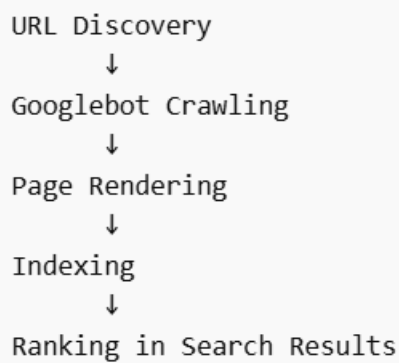 URL Discovery
↓
Googlebot Crawling
↓
Page Rendering
↓
Indexing
↓
Ranking in Search Results